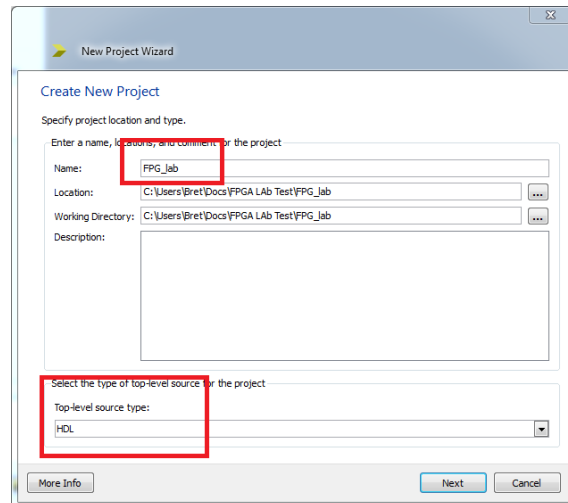 New Project Wizard
Create New Project
Specify project location and type.
Enter a name, locations, and comment for the project
Name: FPG_lab
Location: C:\Users\Bret\Docs\FPGA LAb Test\FPG_lab ...
Working Directory: C:\Users\Bret\Docs\FPGA LAb Test\FPG_lab ...
Description:
Select the type of top-level source for the project
Top-level source type:
HDL
More Info Next Cancel